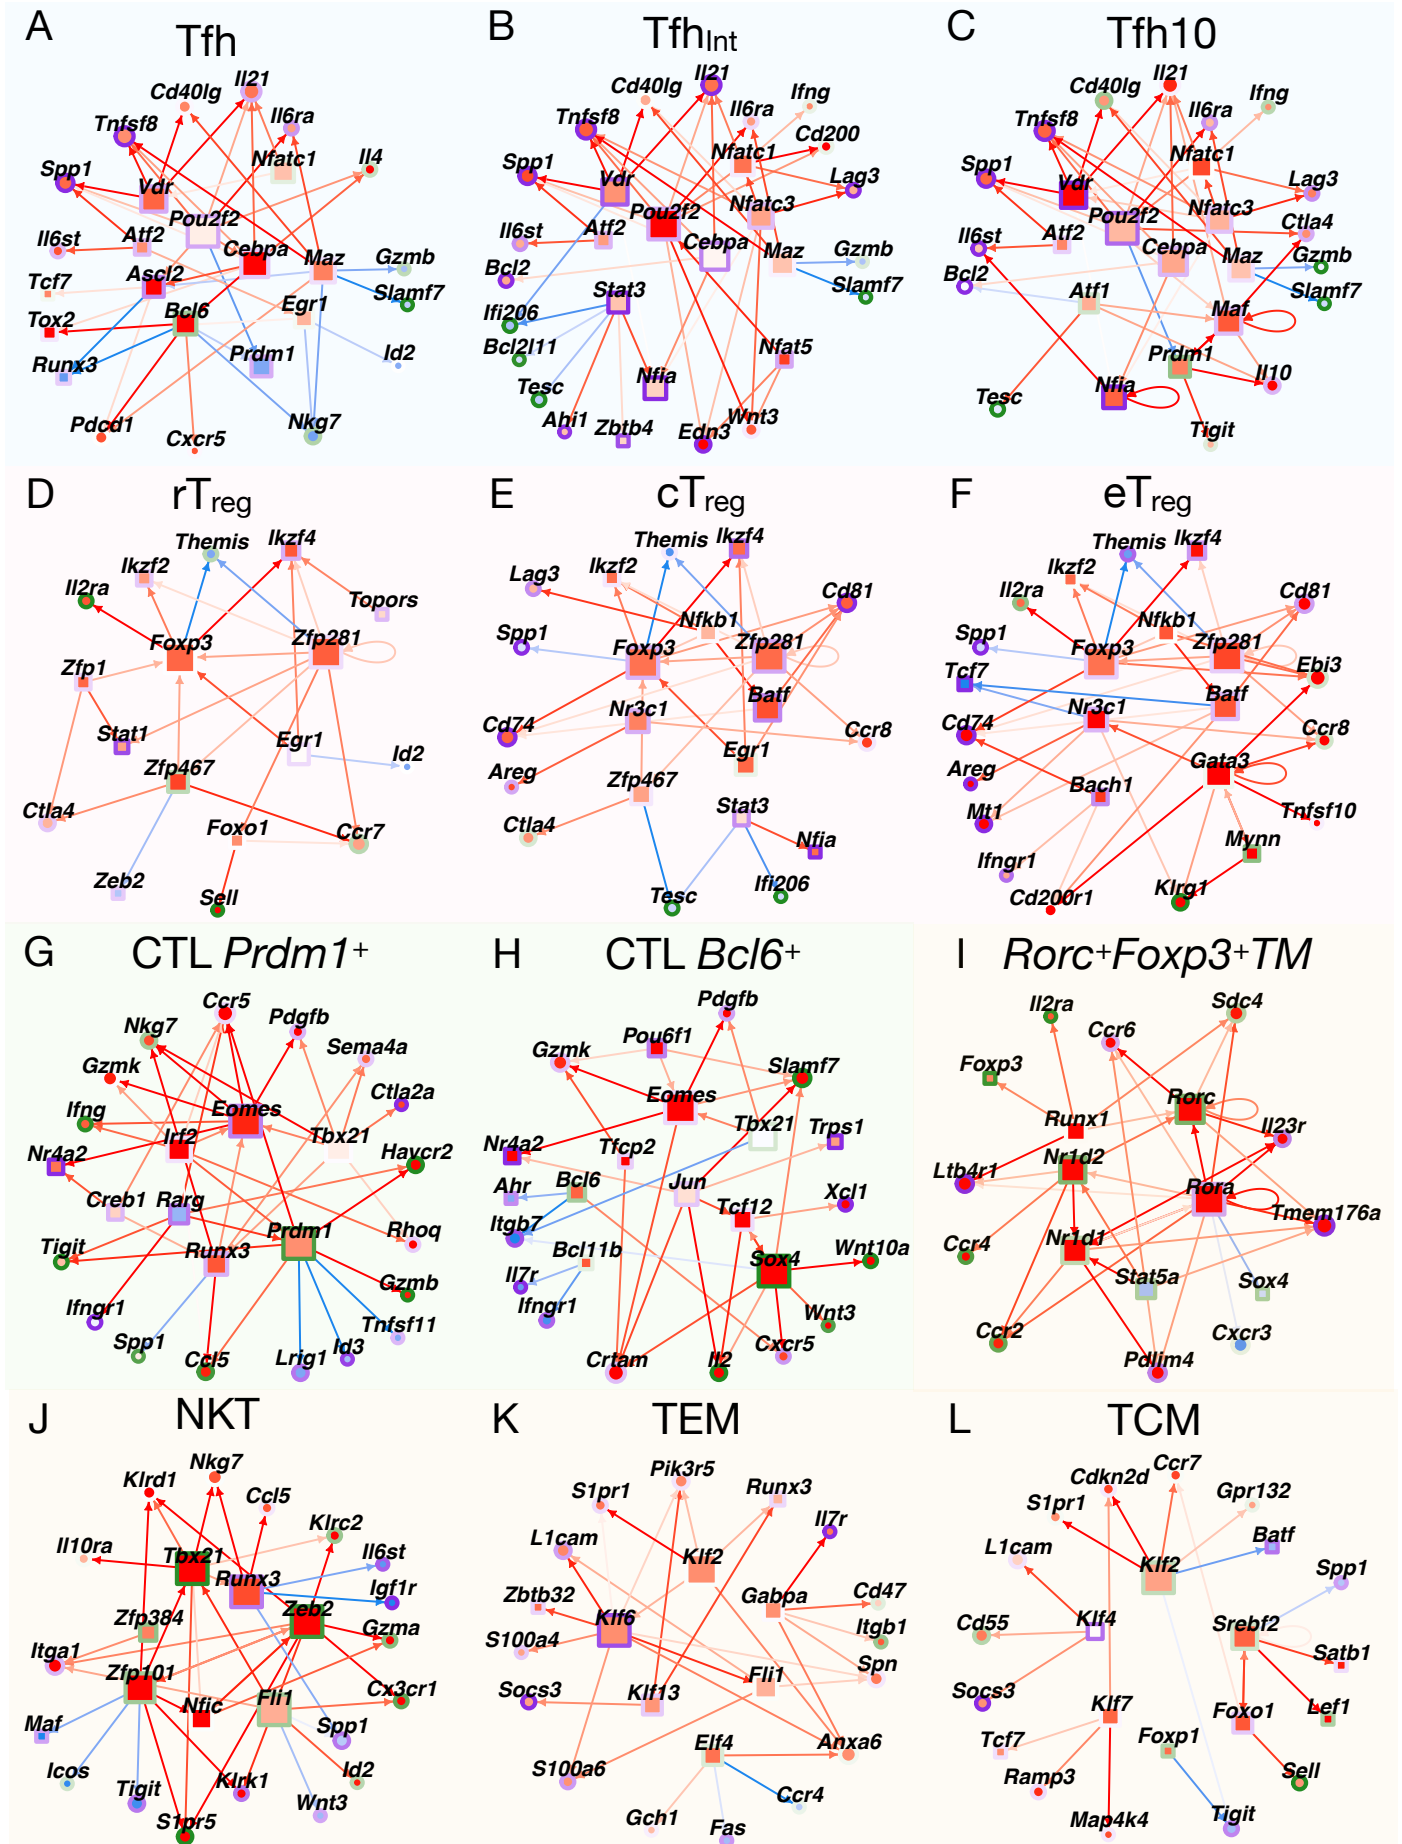 A
Tfh
Il21
Cd40lg
Il6ra
Tnfsf8
Nfatc1
Il4
Spp1
Vdr
Pou2f2
Il6st
Atf2
Cebpa
Maz
Gzmb
Tcf7
Ascl2
Slamf7
Tox2
Bcl6
Egr1
Runx3
Prdm1
Id2
Pdcd1
Cxcr5
Nkg7
B
TfhInt
Il21
Cd40lg
Ifng
Tnfsf8
Il6ra
Cd200
Spp1
Nfatc1
Vdr
Lag3
Pou2f2
Nfatc3
Il6st
Atf2
Cebpa
Maz
Gzmb
Bcl2
Stat3
Slamf7
Ifi206
Bcl2l11
Nfat5
Tesc
Nfia
Ahi1
Zbtb4
Edn3
Wnt3
C
Tfh10
Il21
Cd40lg
Ifng
Tnfsf8
Il6ra
Spp1
Nfatc1
Vdr
Lag3
Pou2f2
Nfatc3
Ctla4
Il6st
Atf2
Cebpa
Maz
Gzmb
Bcl2
Atf1
Slamf7
Maf
Prdm1
Tesc
Nfia
Il10
Tigit
D
rTreg
Themis
Ikzf4
Ikzf2
Il2ra
Topors
Foxp3
Zfp281
Zfp1
Stat1
Egr1
Id2
Zfp467
Ctla4
Foxo1
Ccr7
Zeb2
Sell
E
cTreg
Themis
Ikzf4
Lag3
Ikzf2
Cd81
Nfkb1
Spp1
Foxp3
Zfp281
Batf
Cd74
Nr3c1
Ccr8
Egr1
Areg
Zfp467
Ctla4
Stat3
Nfia
Tesc
Ifi206
F
eTreg
Themis
Ikzf4
Ikzf2
Il2ra
Cd81
Nfkb1
Spp1
Foxp3
Zfp281
Tcf7
Ebi3
Batf
Cd74
Nr3c1
Ccr8
Gata3
Areg
Bach1
Mt1
Tnfsf10
Mynn
Ifngr1
Cd200r1
Klrg1
G
CTL Prdm1+
Ccr5
Nkg7
Pdgfb
Sema4a
Gzmk
Ctla2a
Ifng
Eomes
Irf2
Tbx21
Nr4a2
Havcr2
Creb1
Rarg
Prdm1
Rhoq
Tigit
Runx3
Gzmb
Ifngr1
Tnfsf11
Spp1
Ccl5
Lrig1
Id3
H
CTL Bcl6+
Pdgfb
Pou6f1
Gzmk
Slamf7
Eomes
Tbx21
Trps1
Nr4a2
Tfcp2
Ahr
Bcl6
Jun
Tcf12
Xcl1
Itgb7
Bcl11b
Sox4
Wnt10a
Il7r
Ifngr1
Wnt3
Crtam
Il2
Cxcr5
I
Rorc+Foxp3+TM
Il2ra
Sdc4
Ccr6
Foxp3
Rorc
Runx1
Il23r
Nr1d2
Ltb4r1
Rora
Tmem176a
Ccr4
Nr1d1
Stat5a
Sox4
Ccr2
Cxcr3
Pdlim4
J
NKT
Nkg7
Klrd1
Ccl5
Klrc2
Il10ra
Tbx21
Il6st
Runx3
Igf1r
Zfp384
Zeb2
Gzma
Itga1
Zfp101
Cx3cr1
Nfic
Fli1
Maf
Spp1
Icos
Tigit
Klrk1
Id2
Wnt3
S1pr5
K
TEM
Pik3r5
S1pr1
Runx3
L1cam
Il7r
Klf2
Gabpa
Cd47
Zbtb32
Klf6
Itgb1
S100a4
Fli1
Spn
Socs3
Klf13
Elf4
Anxa6
S100a6
Ccr4
Gch1
Fas
L
TCM
Ccr7
Cdkn2d
S1pr1
Gpr132
L1cam
Batf
Klf2
Spp1
Cd55
Klf4
Srebf2
Satb1
Socs3
Klf7
Foxo1
Lef1
Tcf7
Foxp1
Ramp3
Sell
Map4k4
Tigit